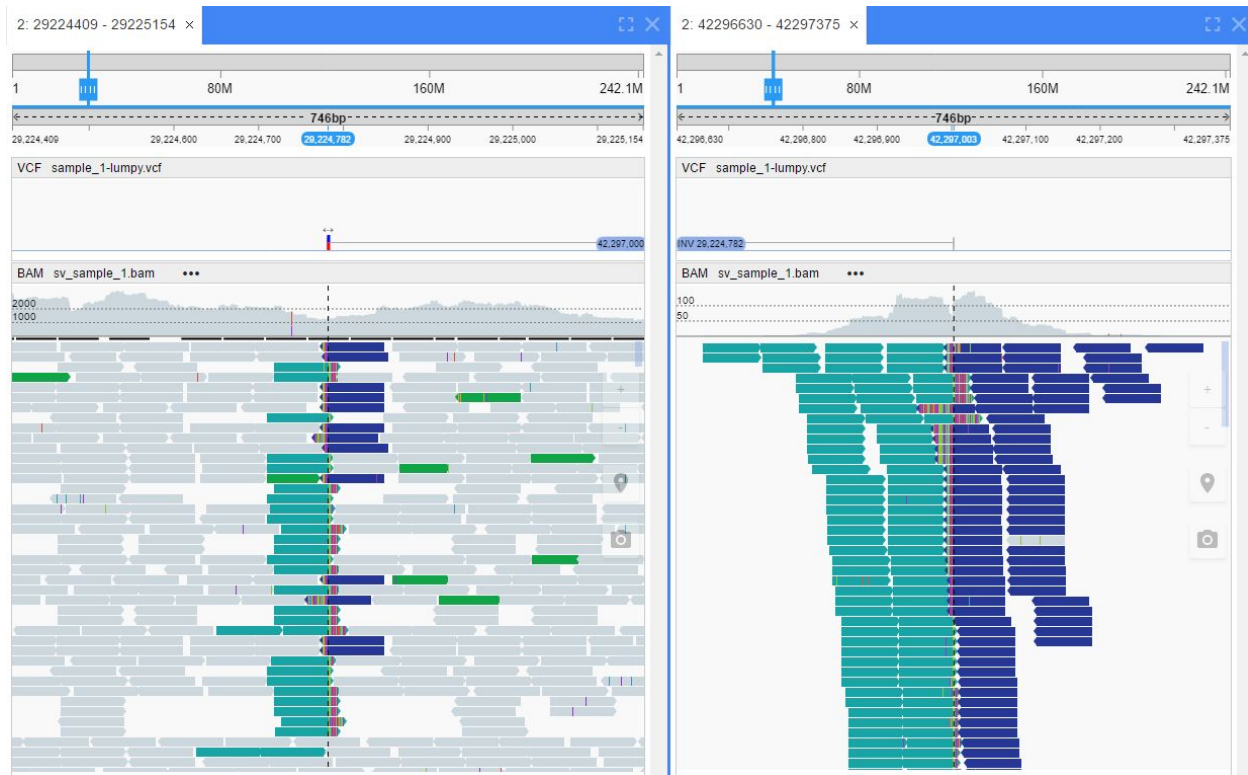 2: 29224409 - 29225154 ×
1 80M 160M 242.1M
746bp
29,224,409 29,224,600 29,224,700 29,224,782 29,224,900 29,225,000 29,225,154
VCF sample_1-lumpy.vcf
42,297,000
BAM sv_sample_1.bam •••
2000
1000
2: 42296630 - 42297375 ×
1 80M 160M 242.1M
746bp
42,296,630 42,296,800 42,296,900 42,297,003 42,297,100 42,297,200 42,297,375
VCF sample_1-lumpy.vcf
INV 29,224,782
BAM sv_sample_1.bam •••
100
50